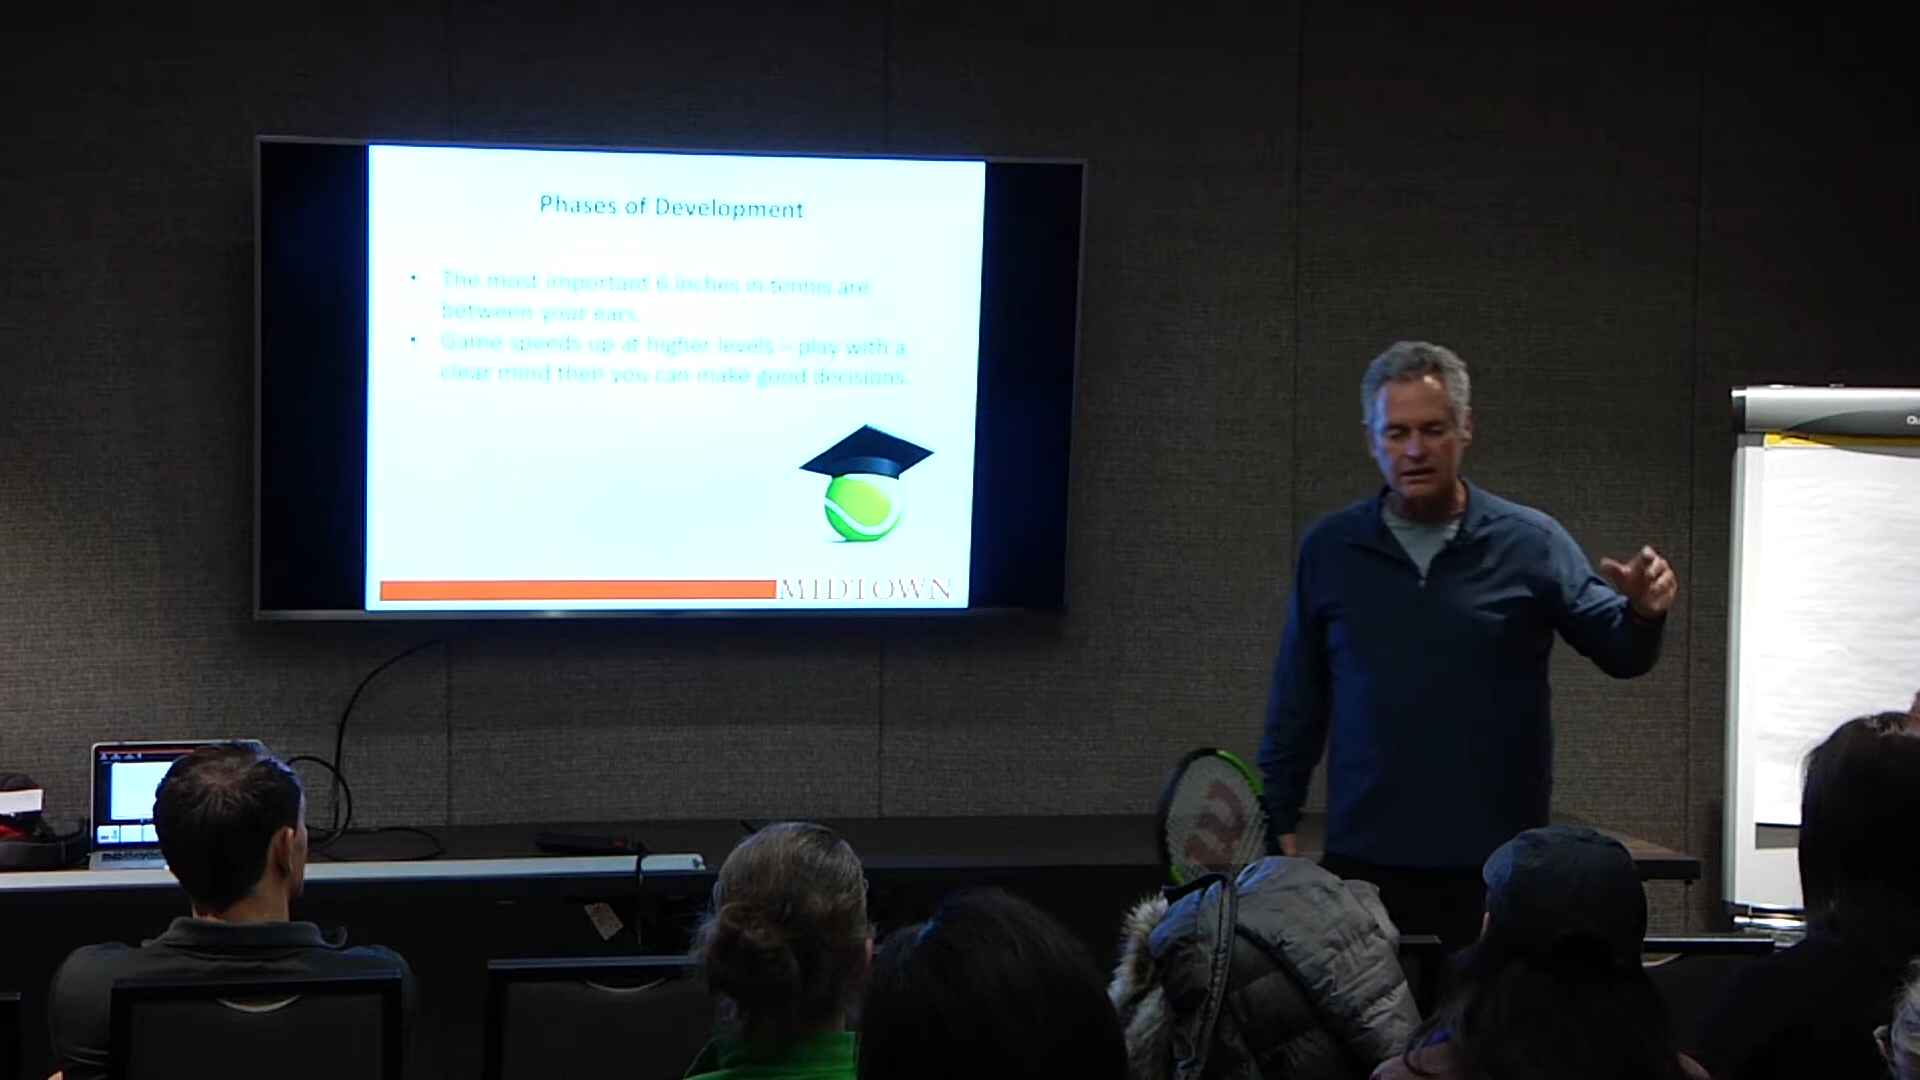 Phases of Development
• The most important 6 inches in tennis are
between your ears.
• Game speeds up at higher levels – play with a
clear mind then you can make good decisions.
MIDTOWN